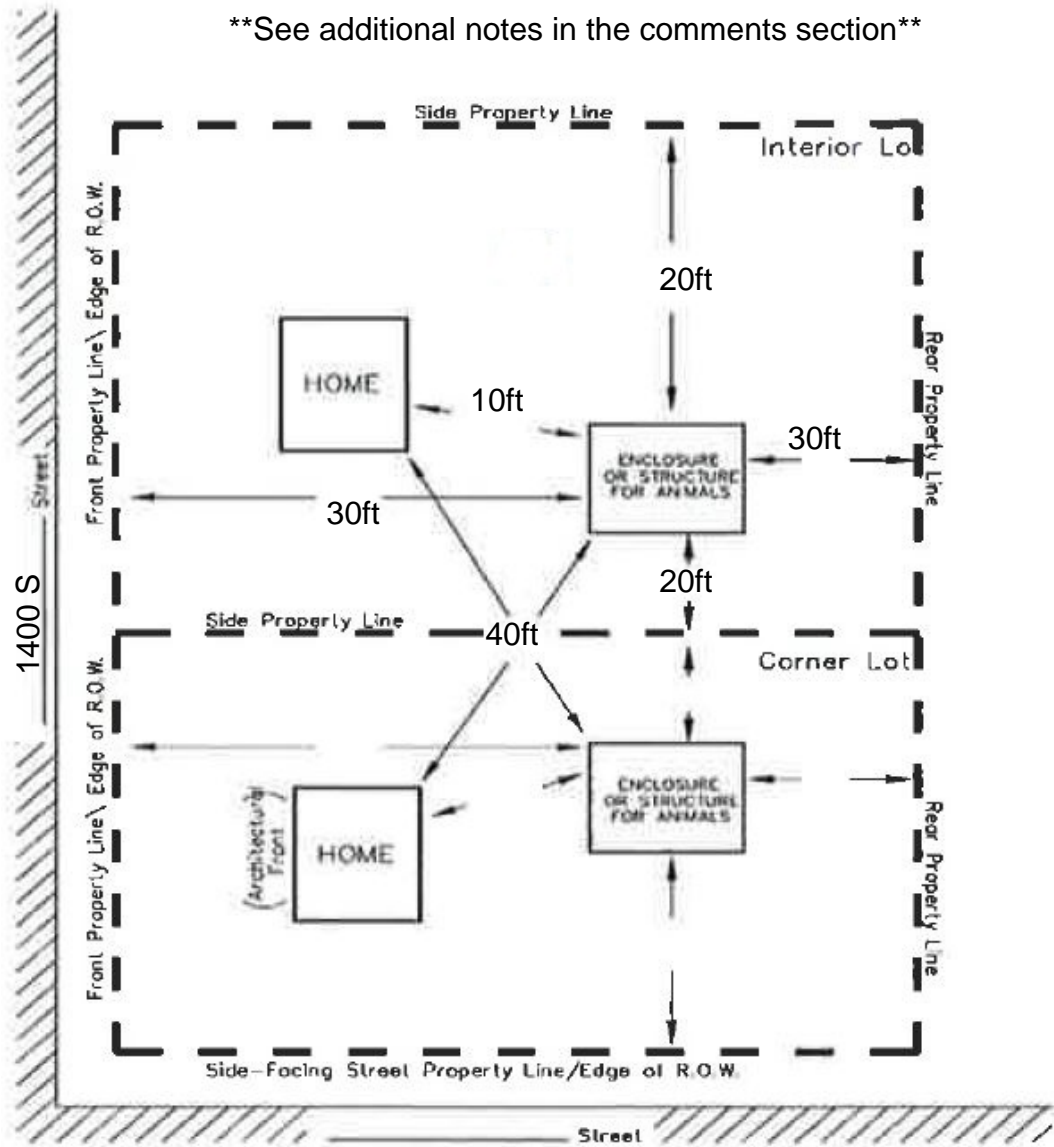 **See additional notes in the comments section**
Side Property Line
Interior Lo
Front Property Line\ Edge of R.O.W.
20ft
HOME
10ft
30ft
Rear Property Line
ENCLOSURE
OR STRUCTURE
FOR ANIMALS
Street
30ft
20ft
1400 S
Side Property Line
40ft
Corner Lot
Front Property Line\ Edge of R.O.W.
ENCLOSURE
OR STRUCTURE
FOR ANIMALS
(Architectural
Front)
HOME
Rear Property Line
Side-Facing Street Property Line/Edge of R.O.W.
Street